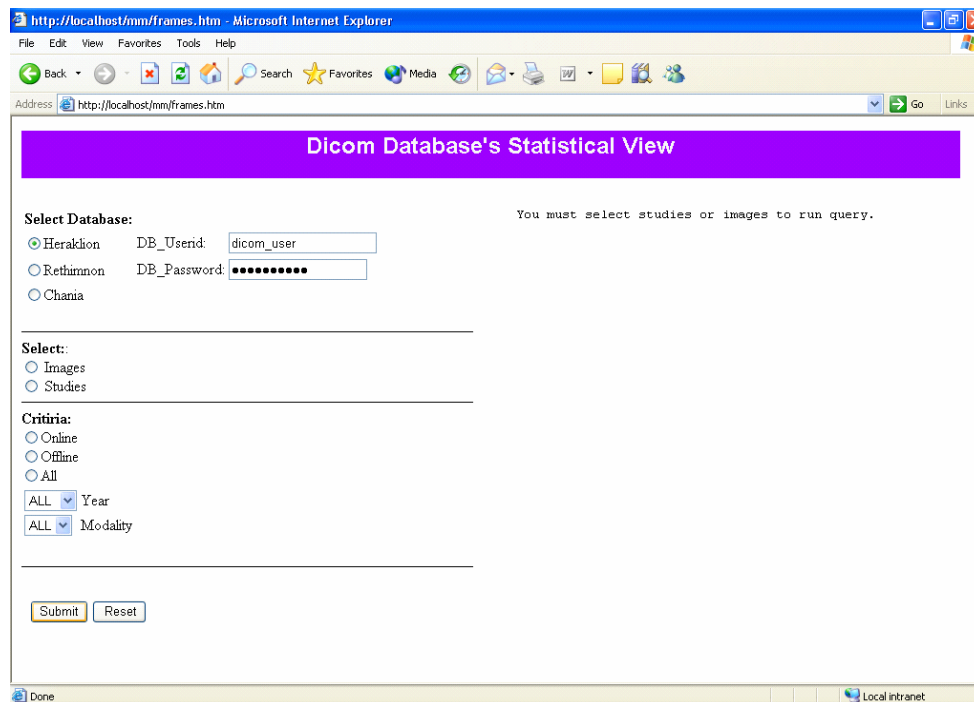 http://localhost/mm/frames.htm - Microsoft Internet Explorer
File Edit View Favorites Tools Help
Back Search Favorites Media
Address http://localhost/mm/frames.htm Go Links
Dicom Database's Statistical View
Select Database:
Heraklion DB_Userid: dicom_user
Rethimnon DB_Password: ●●●●●●●●●●
Chania
You must select studies or images to run query.
Select::
Images
Studies
Critiria:
Online
Offline
All
ALL Year
ALL Modality
Submit Reset
Done Local intranet